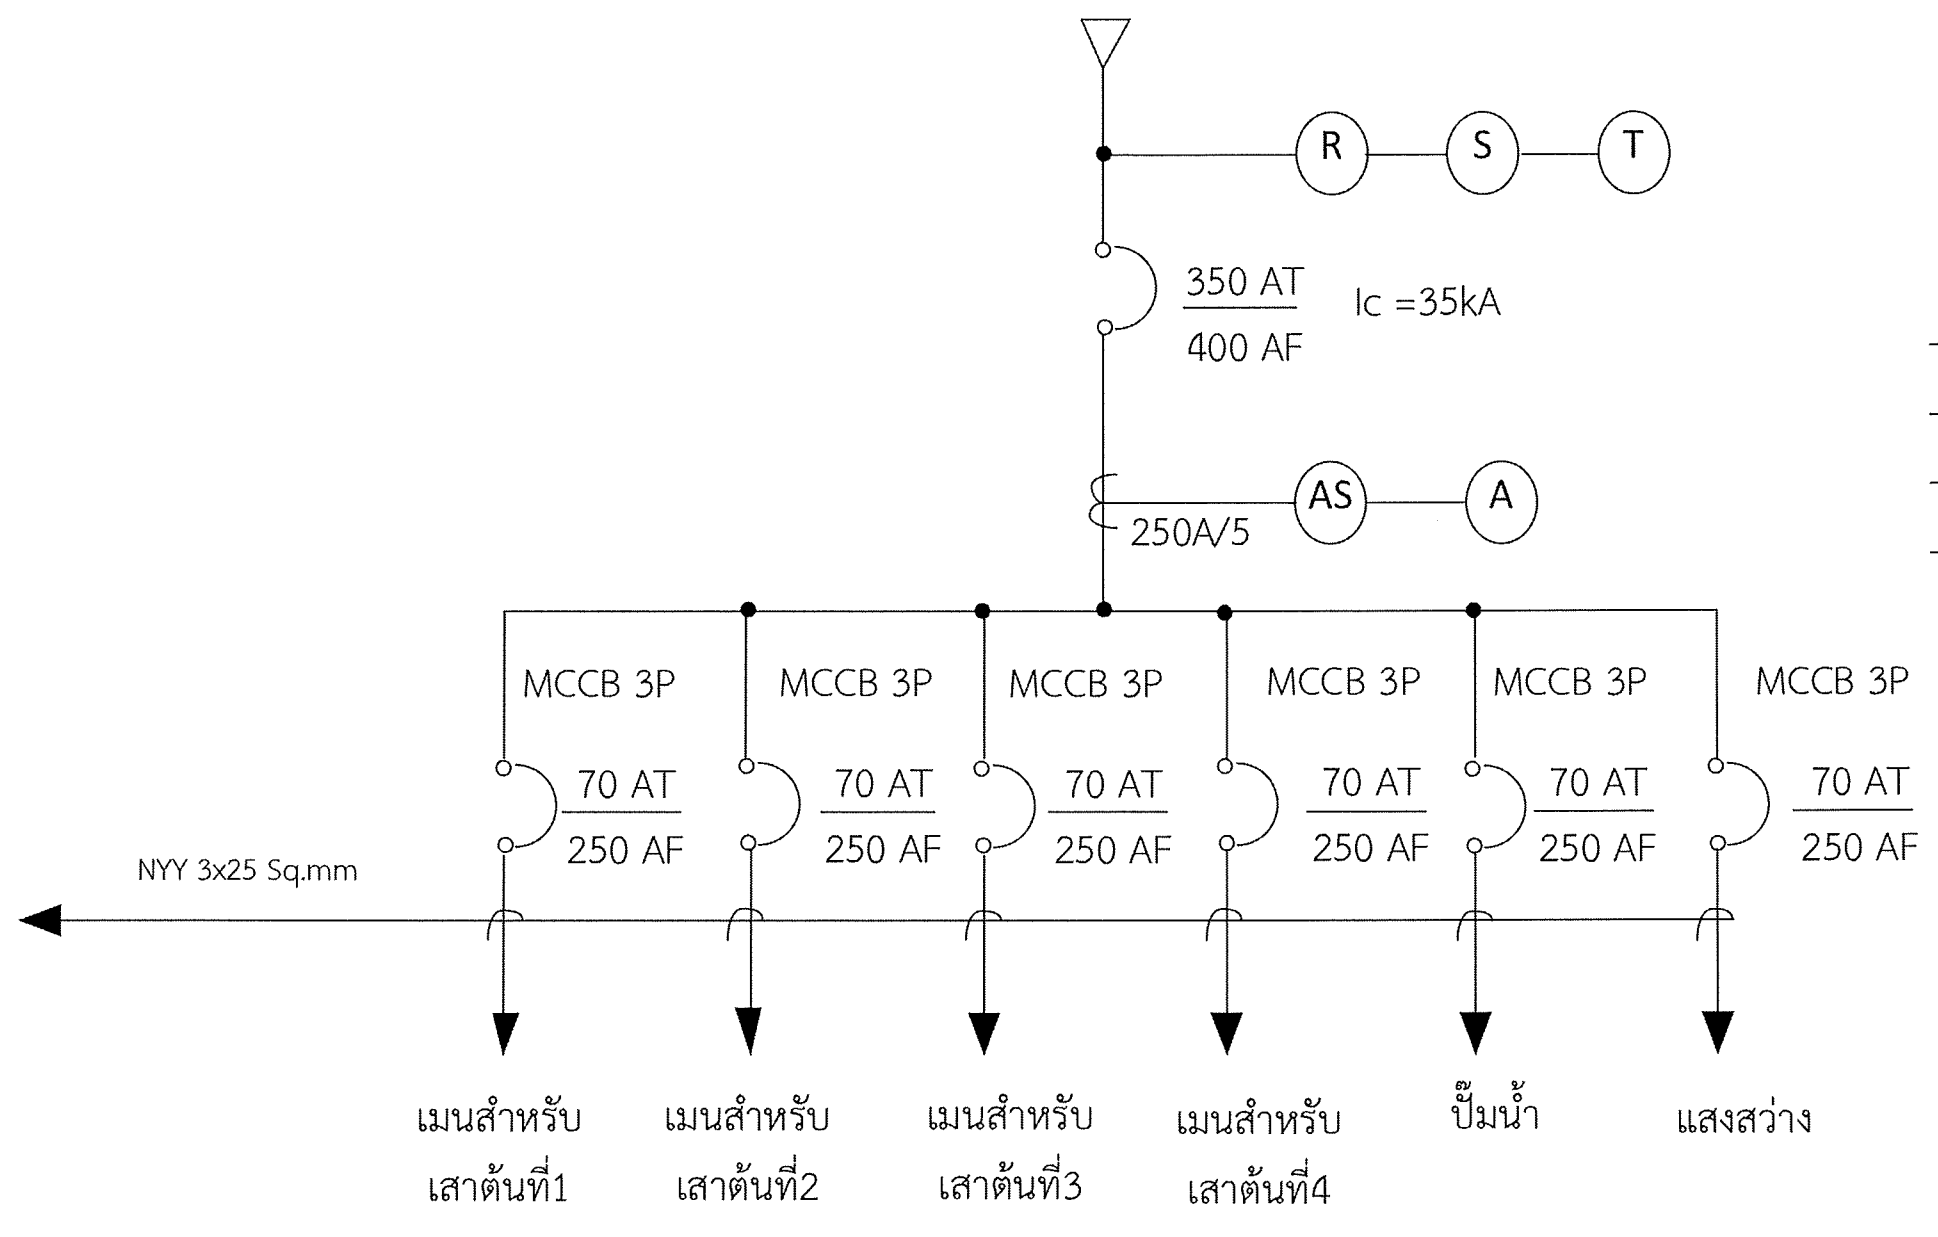 R S T
350 AT
400 AF
Ic =35kA
AS A
250A/5
MCCB 3P MCCB 3P MCCB 3P MCCB 3P MCCB 3P MCCB 3P
70 AT 70 AT 70 AT 70 AT 70 AT 70 AT
250 AF 250 AF 250 AF 250 AF 250 AF 250 AF
NYY 3x25 Sq.mm
เมนสำหรับ
เสาต้นที่1
เมนสำหรับ
เสาต้นที่2
เมนสำหรับ
เสาต้นที่3
เมนสำหรับ
เสาต้นที่4
ปั๊มน้ำ
แสงสว่าง